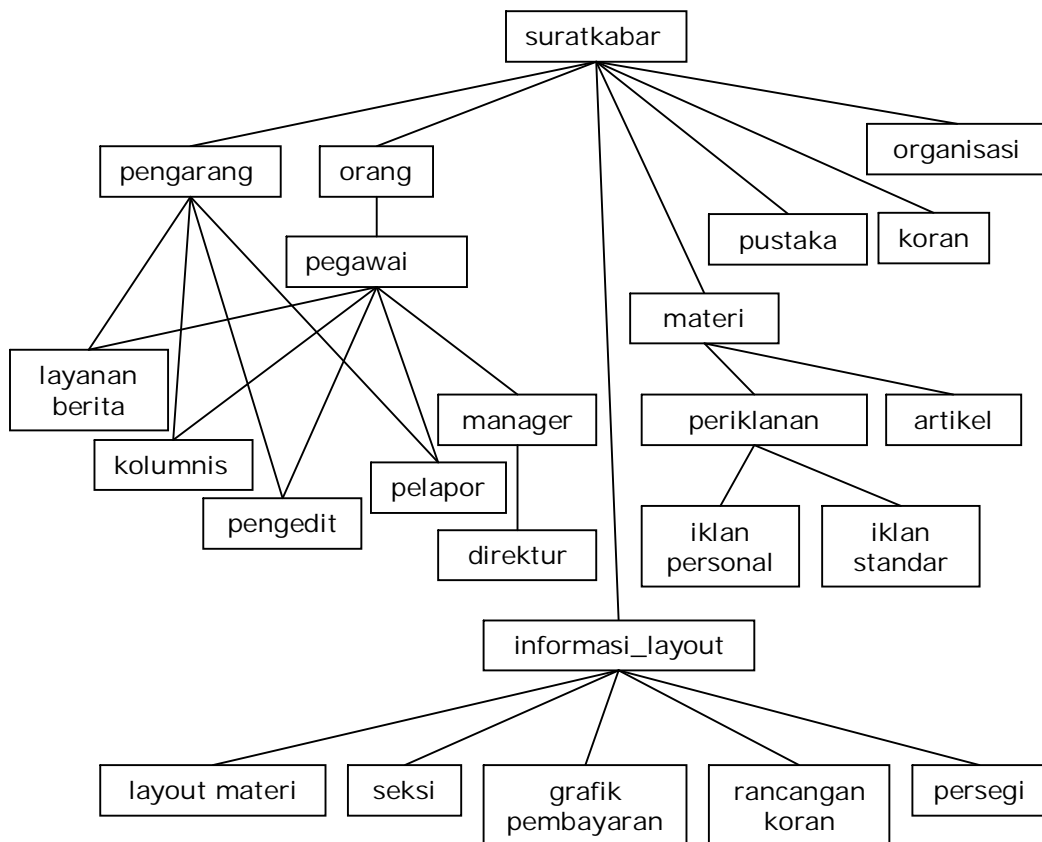 suratkabar
organisasi
pengarang
orang
pustaka
koran
pegawai
materi
layanan
berita
manager
periklanan
artikel
kolumnis
pelapor
pengedit
direktur
iklan
personal
iklan
standar
informasi_layout
layout materi
seksi
grafik
pembayaran
rancangan
koran
persegi